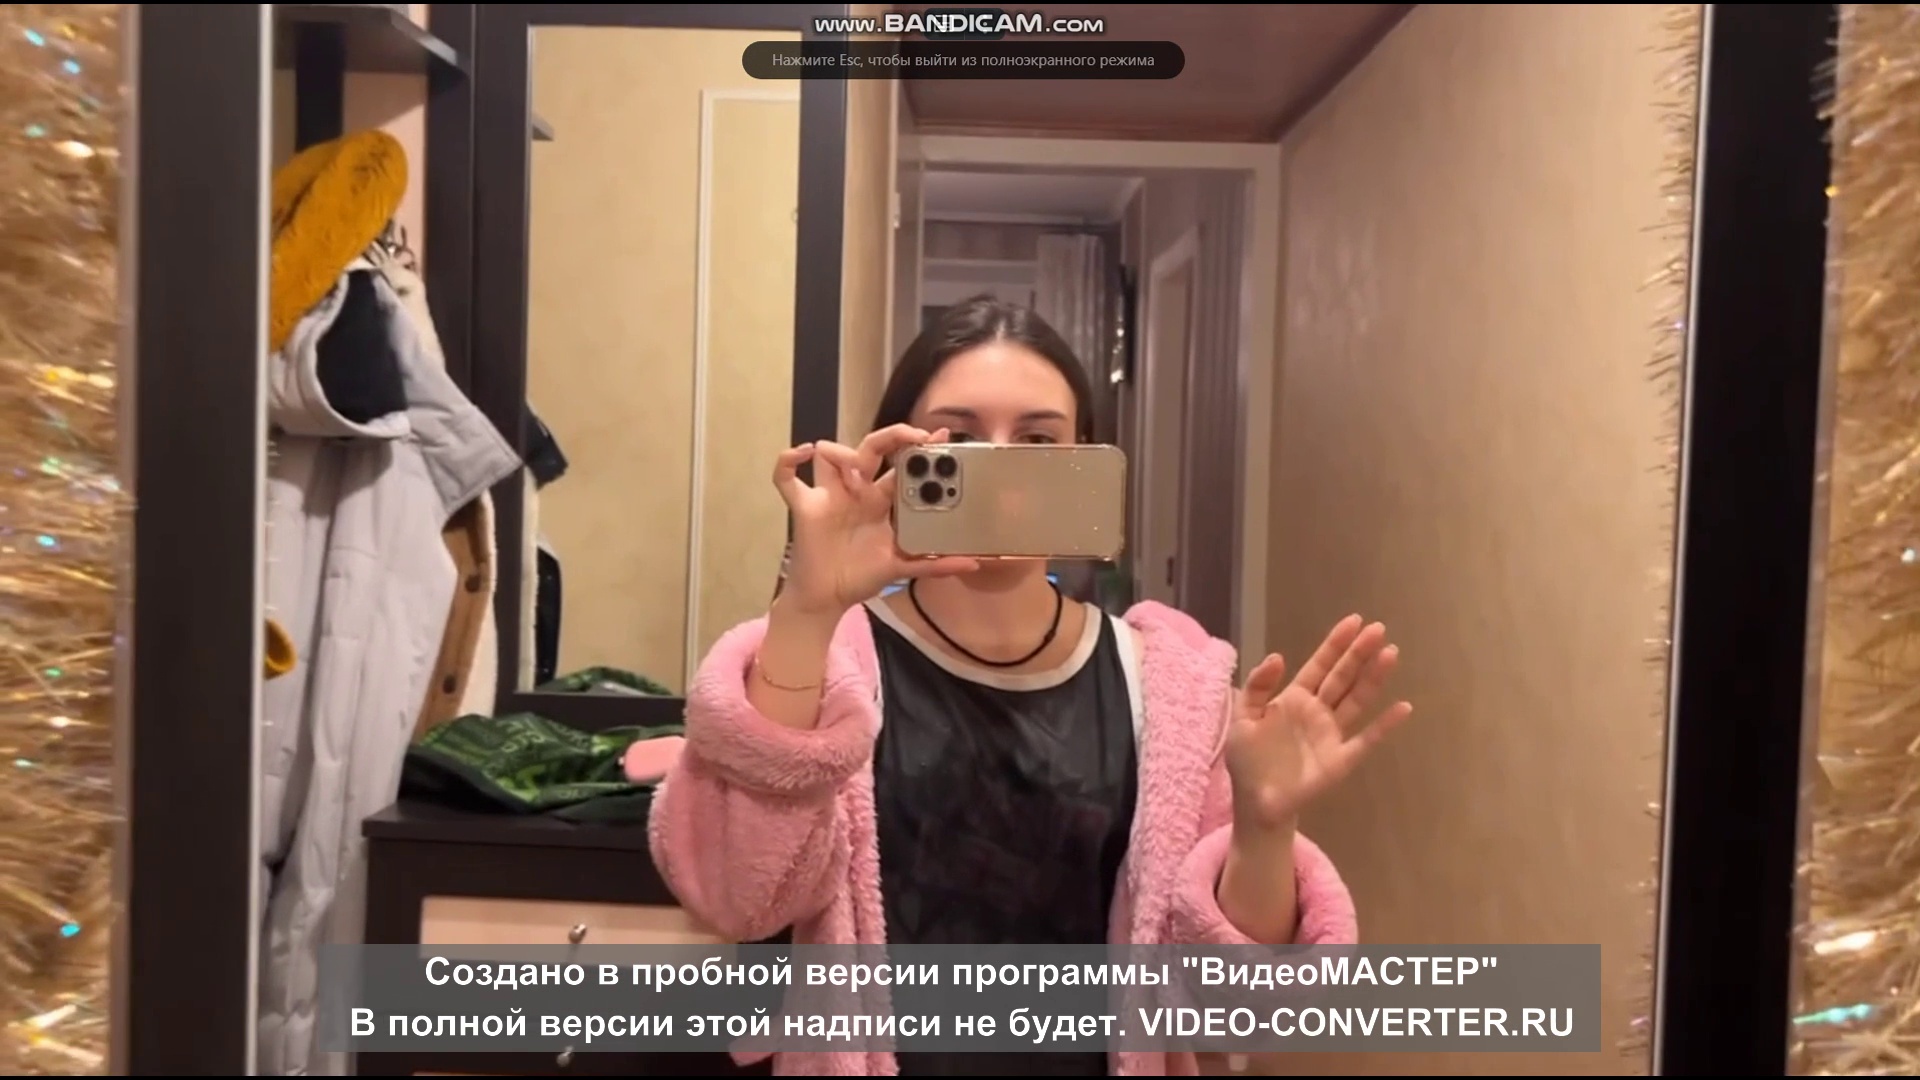 www.BANDICAM.com
Нажмите Esc, чтобы выйти из полноэкранного режима
Создано в пробной версии программы "ВидеоМАСТЕР"
В полной версии этой надписи не будет. VIDEO-CONVERTER.RU